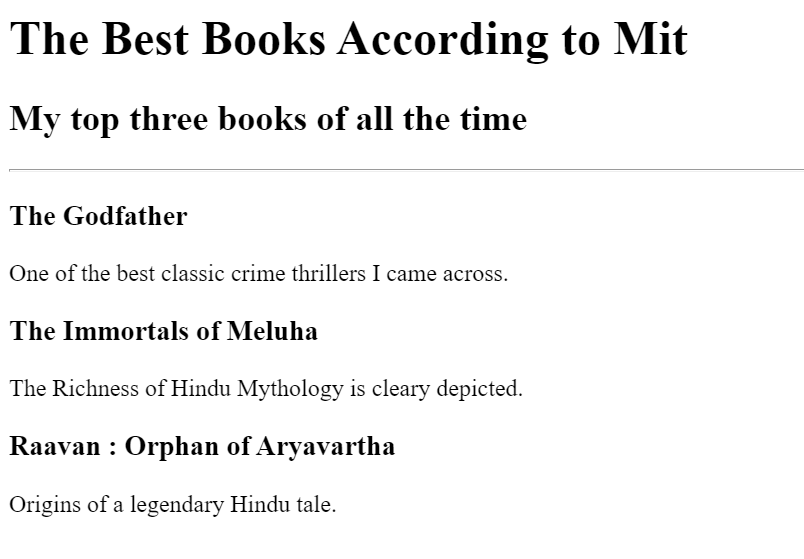 The Best Books According to Mit
My top three books of all the time
The Godfather
One of the best classic crime thrillers I came across.
The Immortals of Meluha
The Richness of Hindu Mythology is cleary depicted.
Raavan : Orphan of Aryavartha
Origins of a legendary Hindu tale.